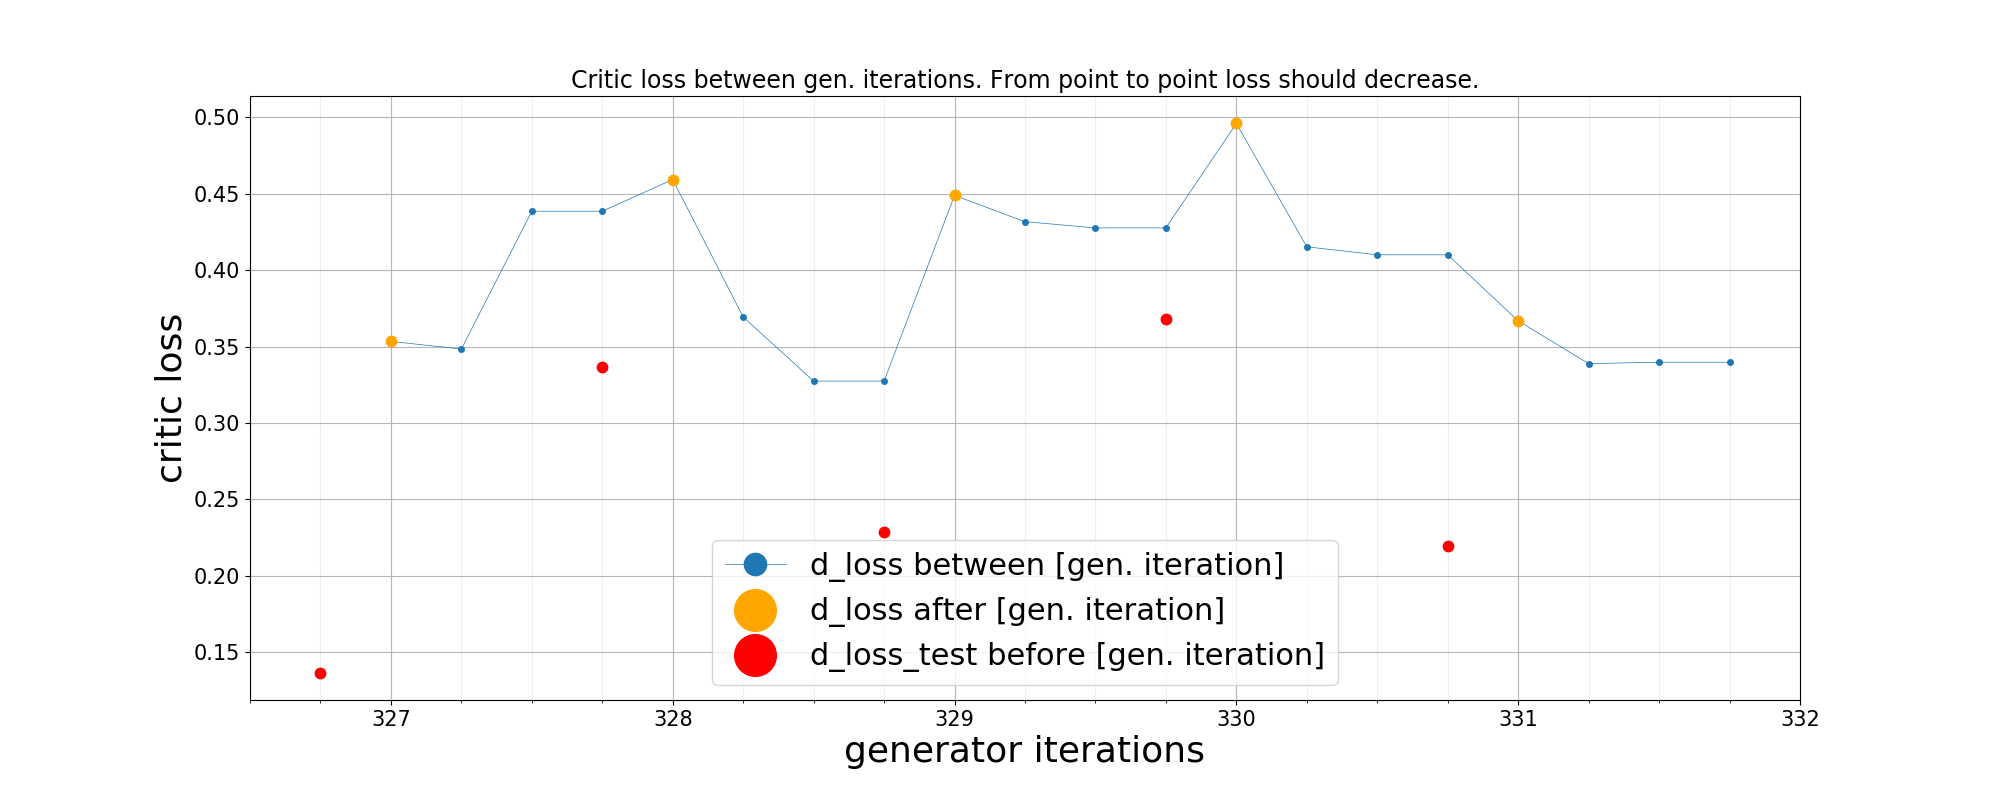 Critic loss between gen. iterations. From point to point loss should decrease.
0.50
0.45
0.40
0.35
0.30
0.25
0.20
0.15
critic loss
d_loss between [gen. iteration]
d_loss after [gen. iteration]
d_loss_test before [gen. iteration]
327 328 329 330 331 332
generator iterations